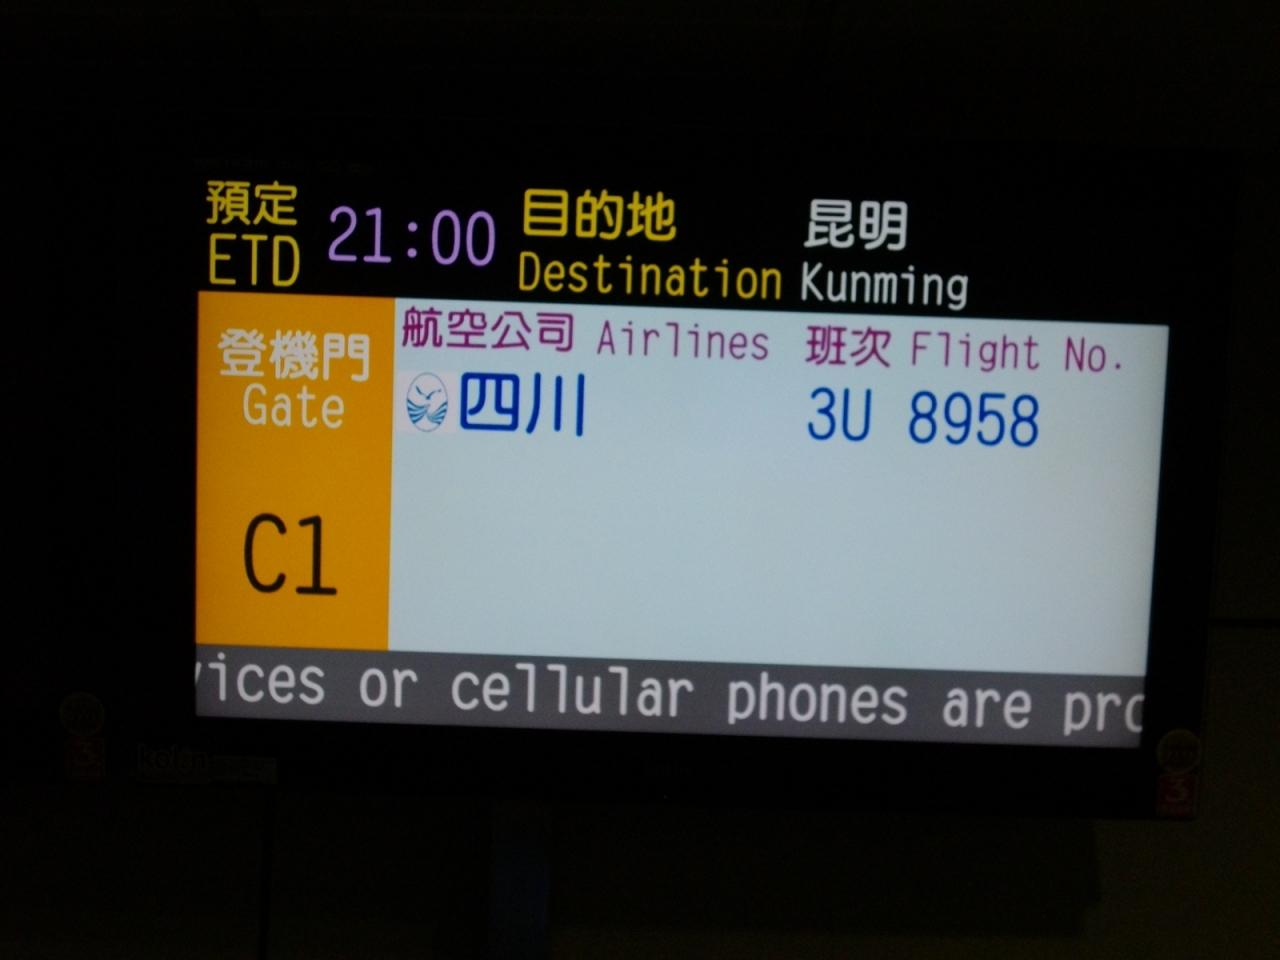 預定 21:00 目的地 昆明
ETD Destination Kunming
登機門 航空公司 Airlines 班次 Flight No.
Gate 四川 3U 8958
C1
ices or cellular phones are pro
kolin